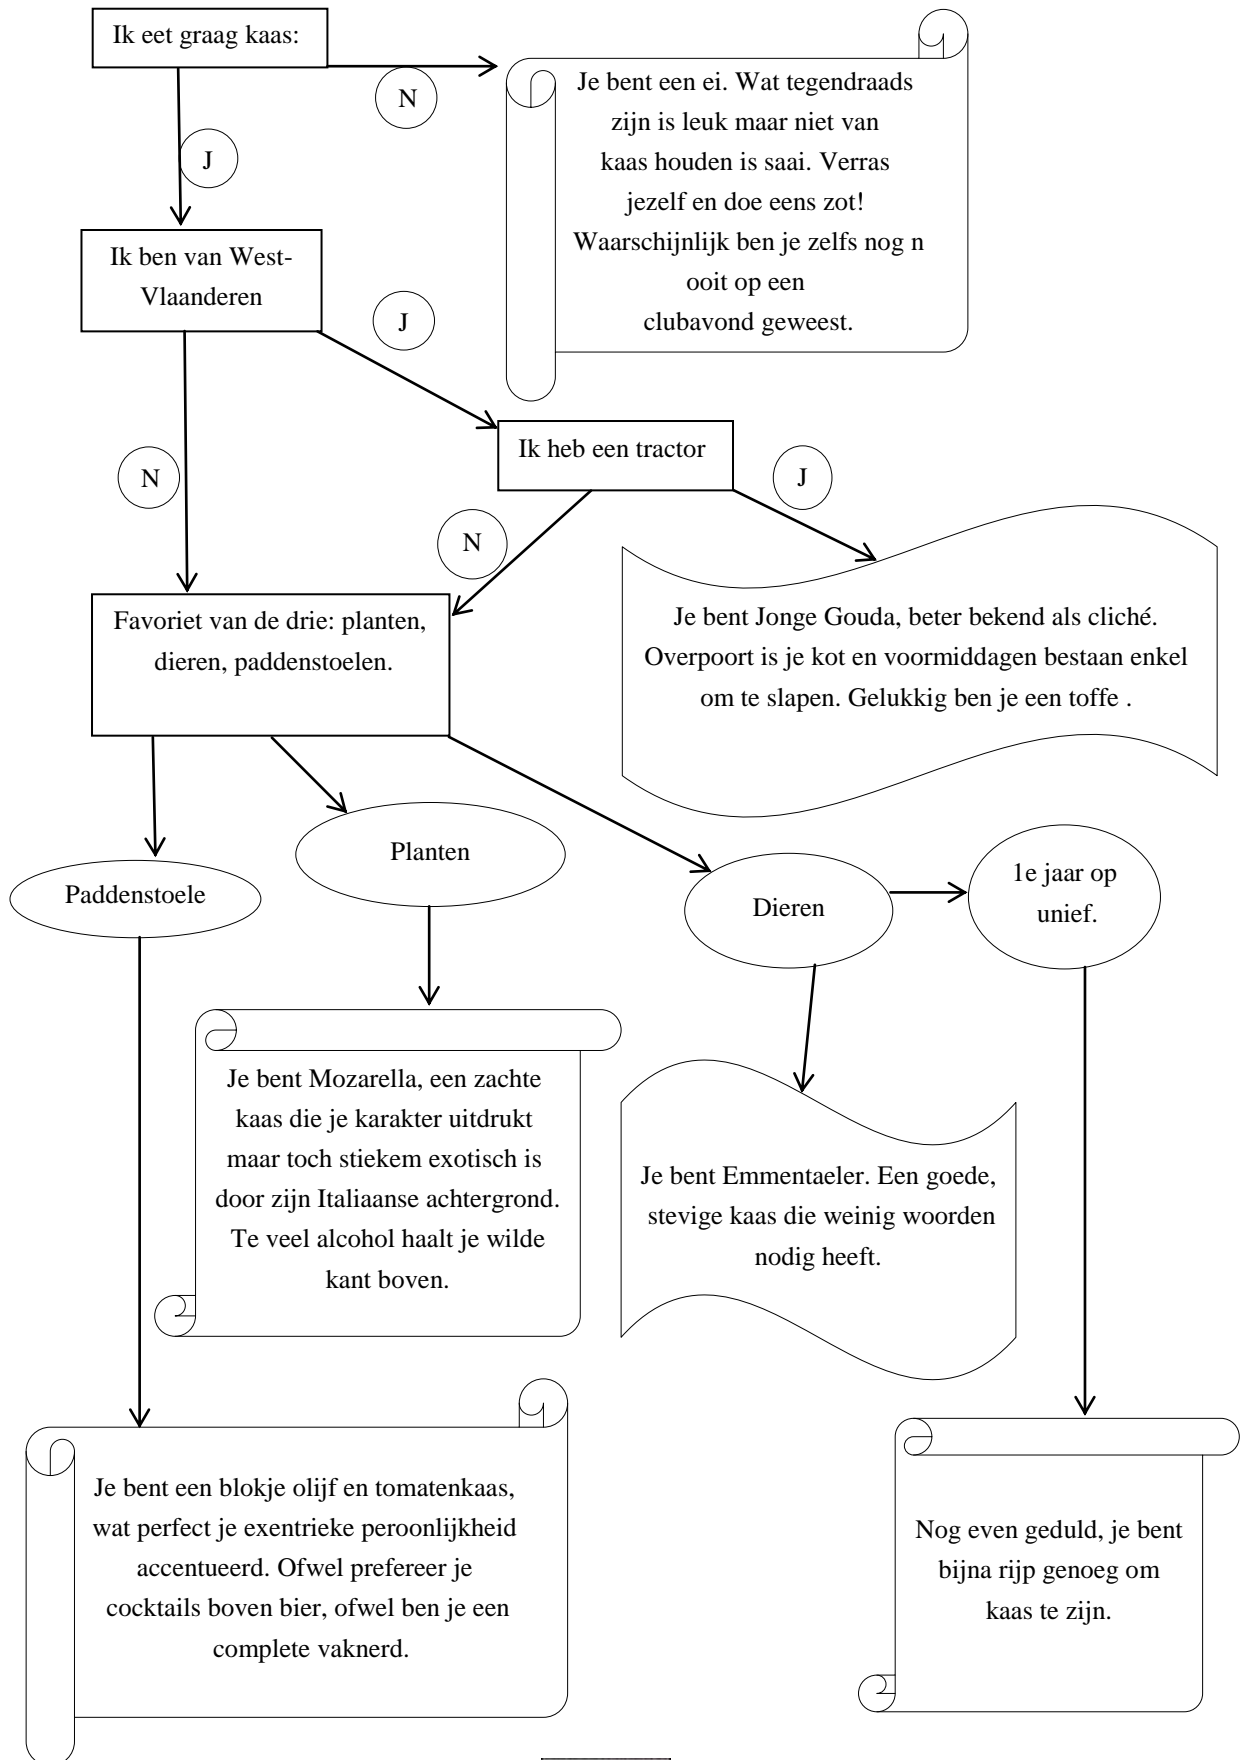 Ik eet graag kaas:
N
Je bent een ei. Wat tegendraads
zijn is leuk maar niet van
kaas houden is saai. Verras
jezelf en doe eens zot!
Waarschijnlijk ben je zelfs nog n
ooit op een
clubavond geweest.
J
Ik ben van West-
Vlaanderen
J
N
Ik heb een tractor
J
N
Je bent Jonge Gouda, beter bekend als cliché.
Overpoort is je kot en voormiddagen bestaan enkel
om te slapen. Gelukkig ben je een toffe .
Favoriet van de drie: planten,
dieren, paddenstoelen.
Paddenstoele
Planten
Dieren
1e jaar op
unief.
Je bent Mozarella, een zachte
kaas die je karakter uitdrukt
maar toch stiekem exotisch is
door zijn Italiaanse achtergrond.
Te veel alcohol haalt je wilde
kant boven.
Je bent Emmentaeler. Een goede,
stevige kaas die weinig woorden
nodig heeft.
Je bent een blokje olijf en tomatenkaas,
wat perfect je exentrieke peroonlijkheid
accentueerd. Ofwel prefereer je
cocktails boven bier, ofwel ben je een
complete vaknerd.
Nog even geduld, je bent
bijna rijp genoeg om
kaas te zijn.